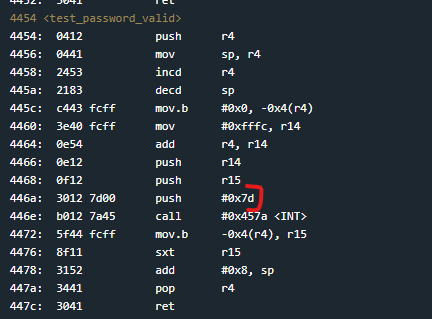 4454 <test_password_valid>
4454: 0412 push r4
4456: 0441 mov sp, r4
4458: 2453 incd r4
445a: 2183 decd sp
445c: c443 fcff mov.b #0x0, -0x4(r4)
4460: 3e40 fcff mov #0xfffc, r14
4464: 0e54 add r4, r14
4466: 0e12 push r14
4468: 0f12 push r15
446a: 3012 7d00 push #0x7d
446e: b012 7a45 call #0x457a <INT>
4472: 5f44 fcff mov.b -0x4(r4), r15
4476: 8f11 sxt r15
4478: 3152 add #0x8, sp
447a: 3441 pop r4
447c: 3041 ret